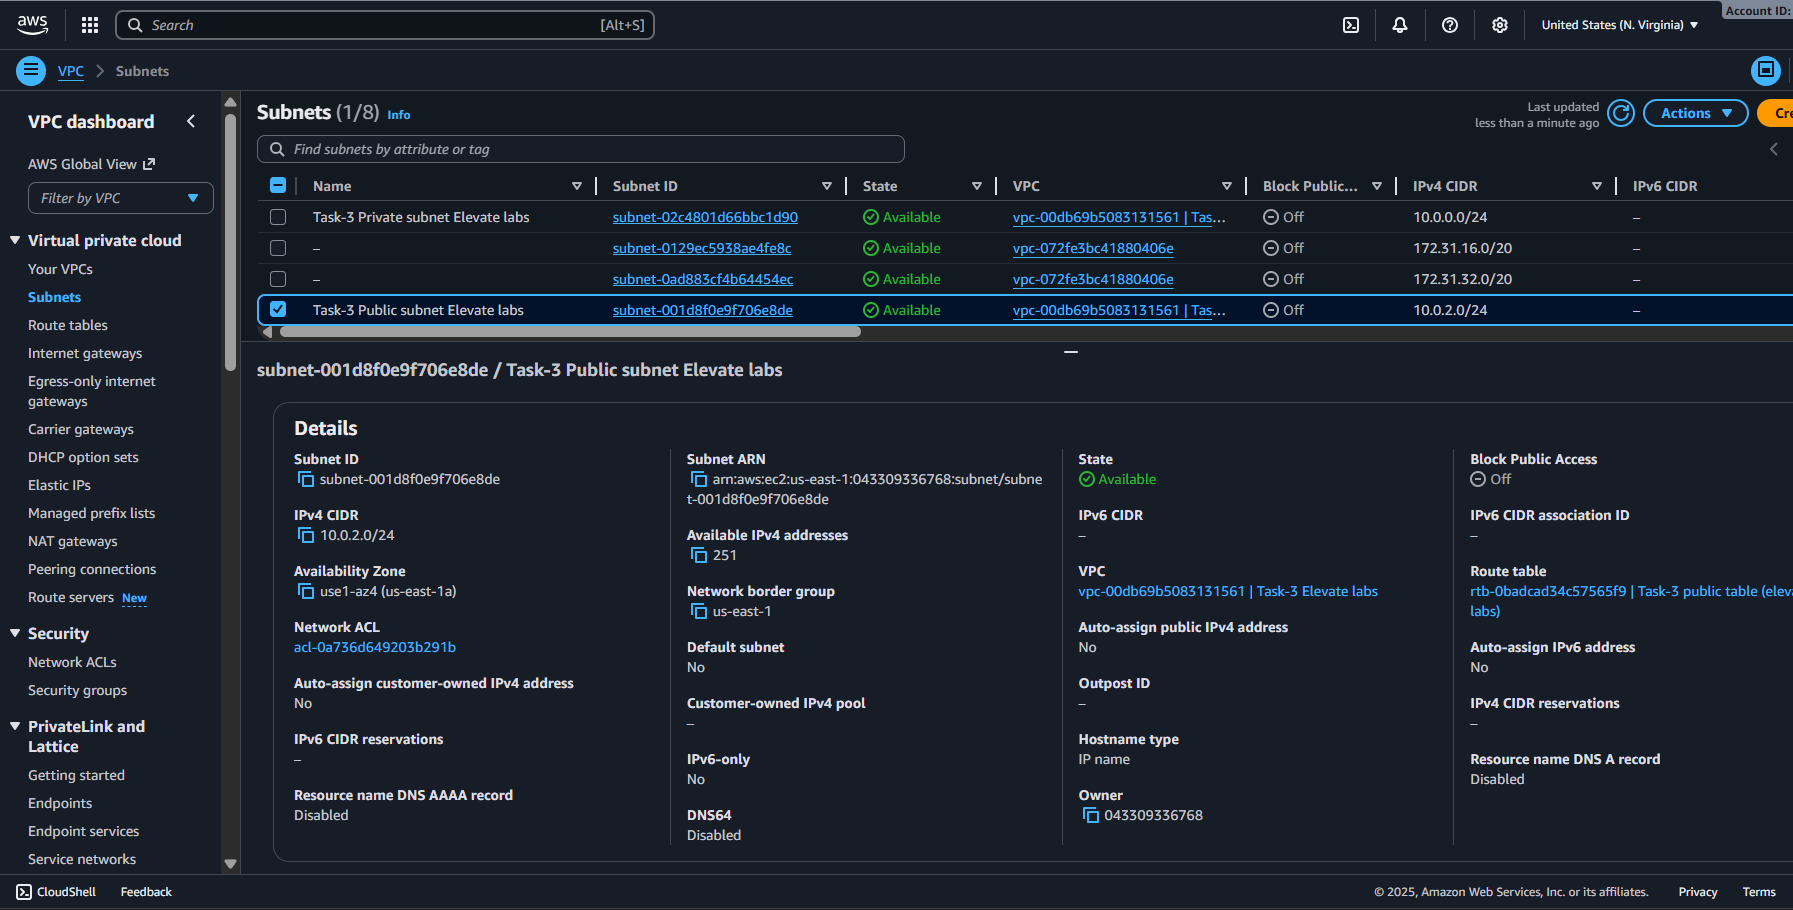 aws
Search [Alt+S]
United States (N. Virginia)
Account ID:
VPC Subnets
VPC dashboard
AWS Global View
Filter by VPC
Virtual private cloud
Your VPCs
Subnets
Route tables
Internet gateways
Egress-only internet
gateways
Carrier gateways
DHCP option sets
Elastic IPs
Managed prefix lists
NAT gateways
Peering connections
Route servers New
Security
Network ACLs
Security groups
PrivateLink and
Lattice
Getting started
Endpoints
Endpoint services
Service networks
Subnets (1/8) Info
Last updated
less than a minute ago
Actions
Cre
Find subnets by attribute or tag
Name Subnet ID State VPC Block Public... IPv4 CIDR IPv6 CIDR
Task-3 Private subnet Elevate labs subnet-02c4801d66bbc1d90 Available vpc-00db69b5083131561 | Tas... Off 10.0.0.0/24 –
– subnet-0129ec5938ae4fe8c Available vpc-072fe3bc41880406e Off 172.31.16.0/20 –
– subnet-0ad883cf4b64454ec Available vpc-072fe3bc41880406e Off 172.31.32.0/20 –
Task-3 Public subnet Elevate labs subnet-001d8f0e9f706e8de Available vpc-00db69b5083131561 | Tas... Off 10.0.2.0/24 –
subnet-001d8f0e9f706e8de / Task-3 Public subnet Elevate labs
Details
Subnet ID
subnet-001d8f0e9f706e8de
IPv4 CIDR
10.0.2.0/24
Availability Zone
use1-az4 (us-east-1a)
Network ACL
acl-0a736d649203b291b
Auto-assign customer-owned IPv4 address
No
IPv6 CIDR reservations
–
Resource name DNS AAAA record
Disabled
Subnet ARN
arn:aws:ec2:us-east-1:043309336768:subnet/subne
t-001d8f0e9f706e8de
Available IPv4 addresses
251
Network border group
us-east-1
Default subnet
No
Customer-owned IPv4 pool
–
IPv6-only
No
DNS64
Disabled
State
Available
IPv6 CIDR
–
VPC
vpc-00db69b5083131561 | Task-3 Elevate labs
Auto-assign public IPv4 address
No
Outpost ID
–
Hostname type
IP name
Owner
043309336768
Block Public Access
Off
IPv6 CIDR association ID
–
Route table
rtb-0badcad34c57565f9 | Task-3 public table (eleva
labs)
Auto-assign IPv6 address
No
IPv4 CIDR reservations
–
Resource name DNS A record
Disabled
CloudShell Feedback © 2025, Amazon Web Services, Inc. or its affiliates. Privacy Terms